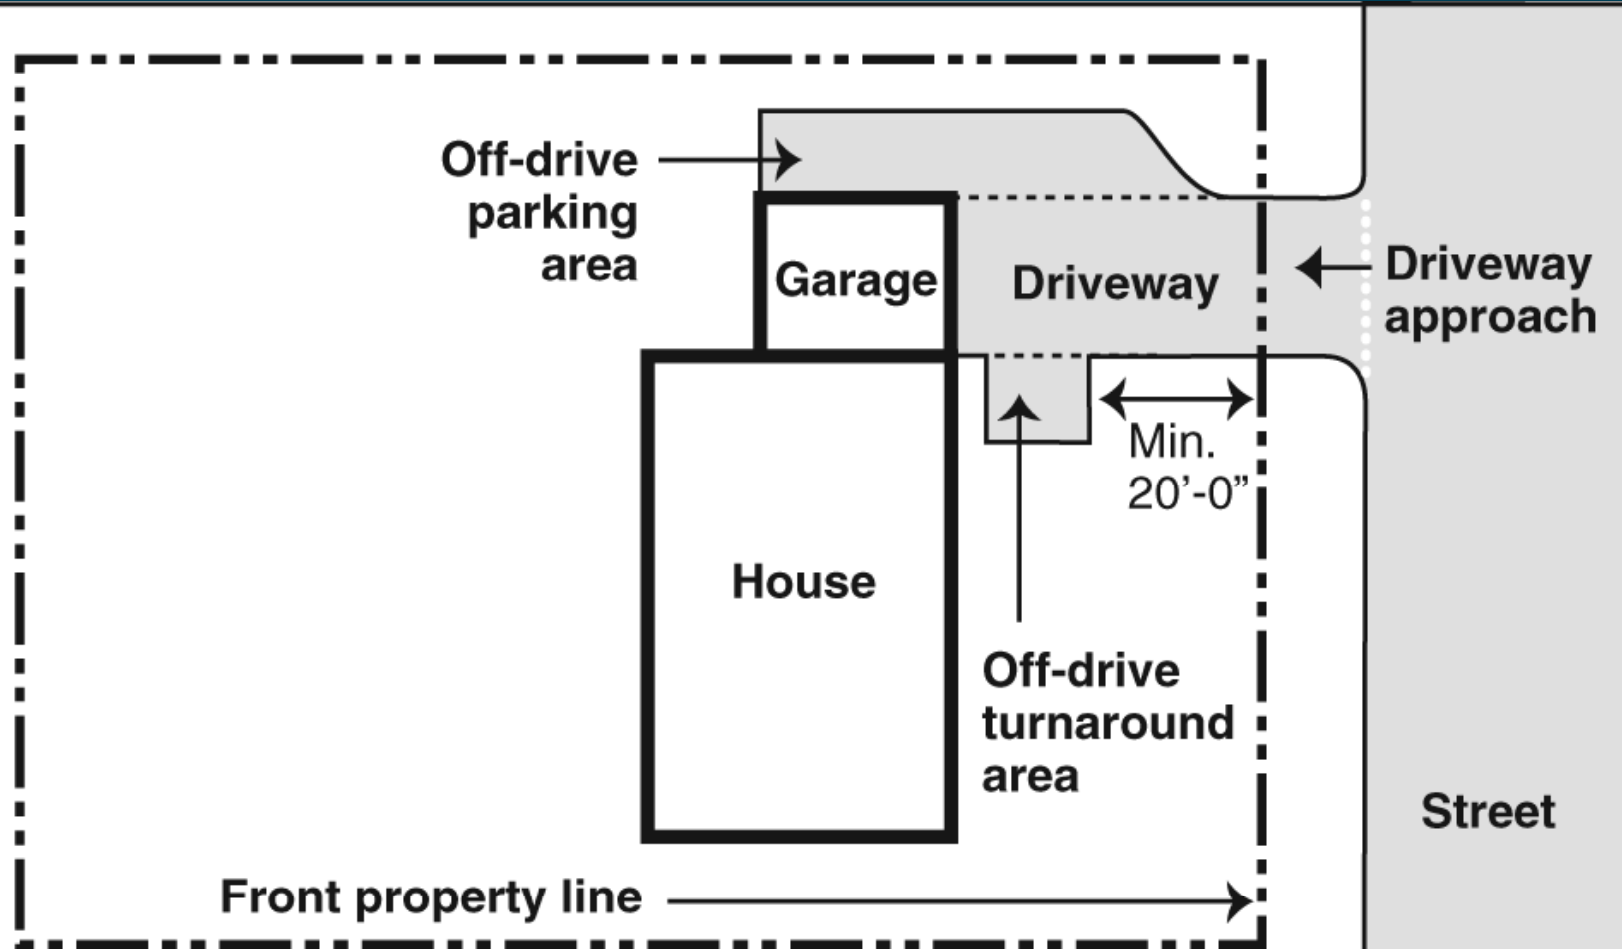 Off-drive
parking
area
Garage
Driveway
Driveway
approach
Min.
20’-0”
House
Off-drive
turnaround
area
Street
Front property line